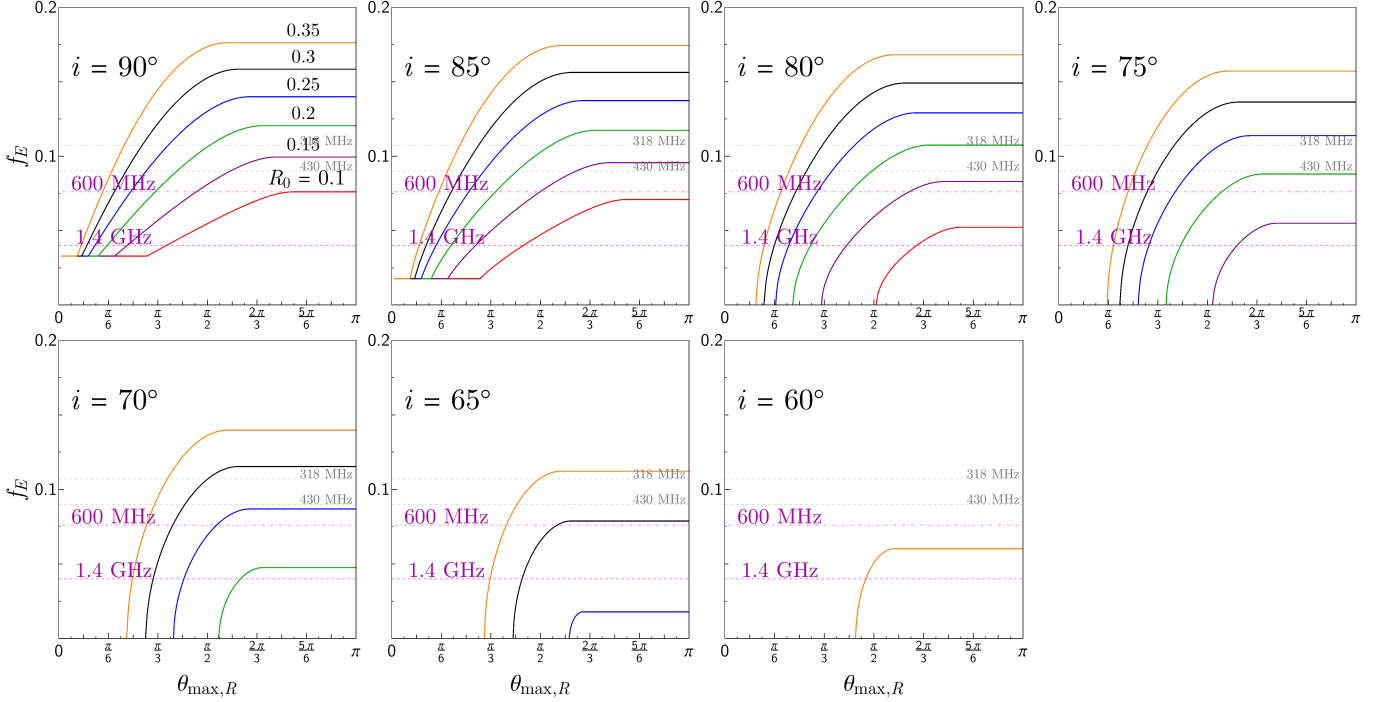 0.2
i = 90°
0.35
0.3
0.25
0.2
318 MHz
0.15
430 MHz
R₀ = 0.1
600 MHz
1.4 GHz
0.1
f_E
0 π/6 π/3 π/2 2π/3 5π/6 π
0.2
i = 85°
318 MHz
430 MHz
600 MHz
1.4 GHz
0.1
0 π/6 π/3 π/2 2π/3 5π/6 π
0.2
i = 80°
318 MHz
430 MHz
600 MHz
1.4 GHz
0.1
0 π/6 π/3 π/2 2π/3 5π/6 π
0.2
i = 75°
318 MHz
430 MHz
600 MHz
1.4 GHz
0.1
0 π/6 π/3 π/2 2π/3 5π/6 π
0.2
i = 70°
318 MHz
430 MHz
600 MHz
1.4 GHz
0.1
f_E
0 π/6 π/3 π/2 2π/3 5π/6 π
θ_max,R
0.2
i = 65°
318 MHz
430 MHz
600 MHz
1.4 GHz
0.1
0 π/6 π/3 π/2 2π/3 5π/6 π
0.2
i = 60°
318 MHz
430 MHz
600 MHz
1.4 GHz
0.1
0 π/6 π/3 π/2 2π/3 5π/6 π
θ_max,R